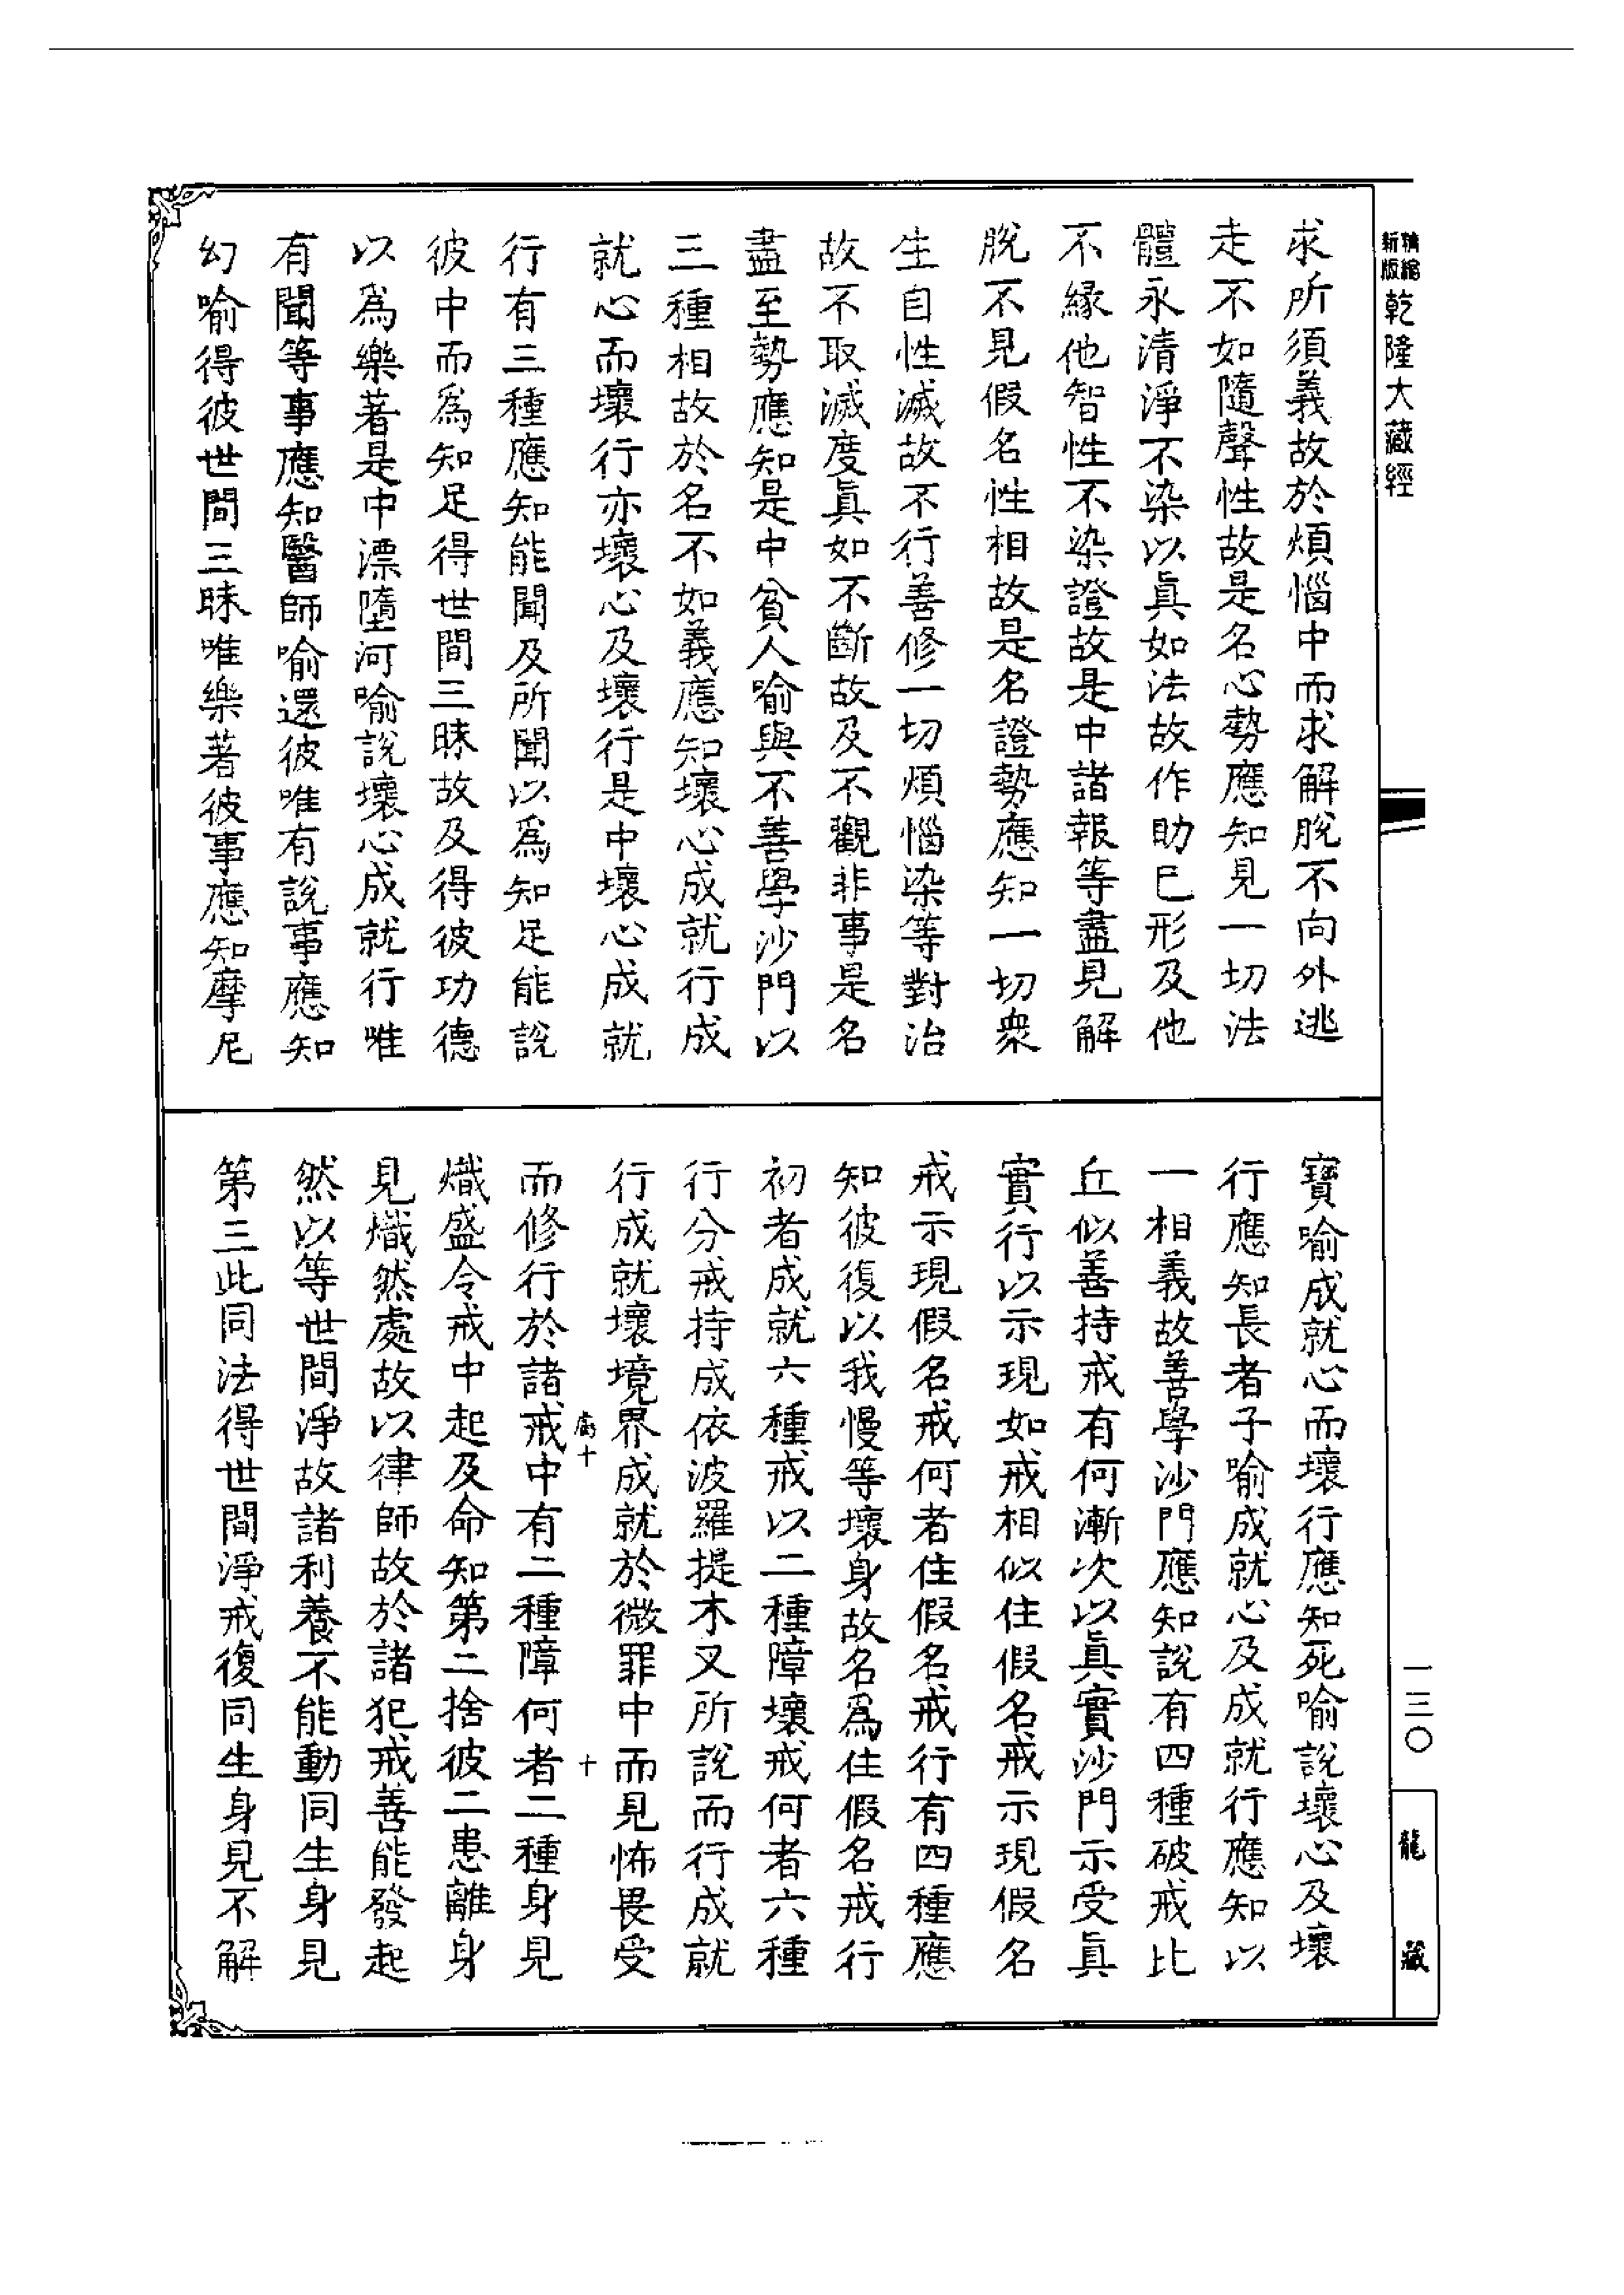 精縮新版乾隆大藏經
求所須義故於煩惱中而求解脫不向外逃
走不如隨聲性故是名心勢應知見一切法
體永清淨不染以眞如法故作助已形及他
不緣他智性不染證故是中諸報等盡見解
脫不見假名性相故是名證勢應知一切衆
生自性滅故不行善修一切煩惱染等對治
故不取滅度眞如不斷故及不觀非事是名
盡至勢應知是中貧人喻與不善學沙門以
三種相故於名不如義應知壞心成就行成
就心而壞行亦壞心及壞行是中壞心成就
行有三種應知能聞及所聞以爲知足能說
彼中而爲知足得世間三昧故及得彼功德
以爲樂著是中漂墮河喻說壞心成就行唯
有聞等事應知醫師喻還彼唯有說事應知
幻喻得彼世間三昧唯樂著彼事應知摩尼
寶喻成就心而壞行應知死喻說壞心及壞
行應知長者子喻成就心及成就行應知以
一相義故善學沙門應知說有四種破戒比
丘似善持戒有何漸次以眞實沙門示受眞
實行以示現如戒相似住假名戒示現假名
戒示現假名戒何者住假名戒行有四種應
知彼復以我慢等壞身故名爲住假名戒行
初者成就六種戒以二種障壞戒何者六種
行分戒持成依波羅提木叉所說而行成就
行成就壞境界成就於微罪中而見怖畏受
十
十
而修行於諸戒中有二種障何者二種身見
熾盛令戒中起及命知第二捨彼二患離身
見熾然處故以律師故於諸犯戒善能發起
然以等世間淨故諸利養不能動同生身見
第三此同法得世間淨戒復同生身見不解
一三〇
龍藏